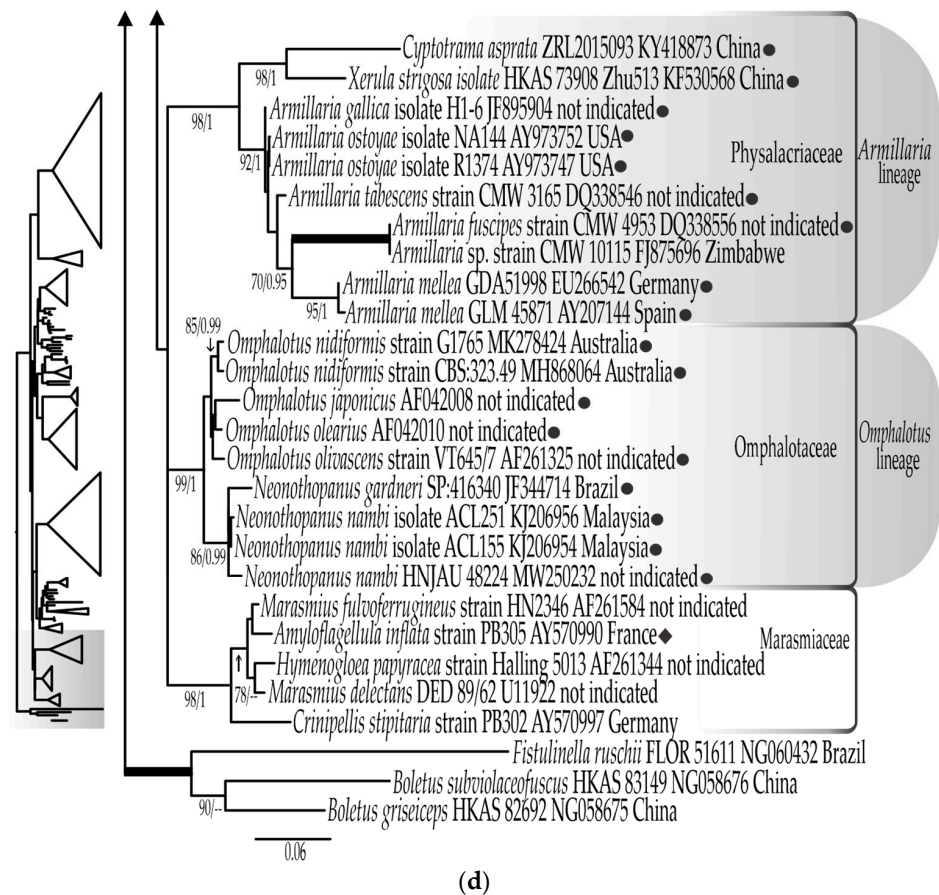 Cyptotrama asprata ZRL2015093 KY418873 China●
98/1
Xerula strigosa isolate HKAS 73908 Zhu513 KF530568 China●
98/1
Armillaria gallica isolate H1-6 JF895904 not indicated●
Armillaria ostoyae isolate NA144 AY973752 USA●
92/1
Armillaria ostoyae isolate R1374 AY973747 USA●
Physalacriaceae
Armillaria lineage
Armillaria tabescens strain CMW 3165 DQ338546 not indicated●
Armillaria fuscipes strain CMW 4953 DQ338556 not indicated●
Armillaria sp. strain CMW 10115 FJ875696 Zimbabwe
70/0.95
Armillaria mellea GDA51998 EU266542 Germany●
95/1
Armillaria mellea GLM 45871 AY207144 Spain●
85/0.99
Omphalotus nidiformis strain G1765 MK278424 Australia●
Omphalotus nidiformis strain CBS:323.49 MH868064 Australia●
Omphalotus japonicus AF042008 not indicated●
Omphalotus olearius AF042010 not indicated●
Omphalotaceae
Omphalotus lineage
Omphalotus olivascens strain VT645/7 AF261325 not indicated●
99/1
Neonothopanus gardneri SP:416340 JF344714 Brazil●
Neonothopanus nambi isolate ACL251 KJ206956 Malaysia●
Neonothopanus nambi isolate ACL155 KJ206954 Malaysia●
86/0.99
Neonothopanus nambi HNJAU 48224 MW250232 not indicated●
Marasmius fulvoferrugineus strain HN2346 AF261584 not indicated
Amyloflagellula inflata strain PB305 AY570990 France◆
Marasmiaceae
Hymenogloea papyracea strain Halling 5013 AF261344 not indicated
98/1
78/--
Marasmius delectans DED 89/62 U11922 not indicated
Crinipellis stipitaria strain PB302 AY570997 Germany
Fistulinella ruschii FLOR 51611 NG060432 Brazil
Boletus subviolaceofuscus HKAS 83149 NG058676 China
90/--
Boletus griseiceps HKAS 82692 NG058675 China
0.06
(d)